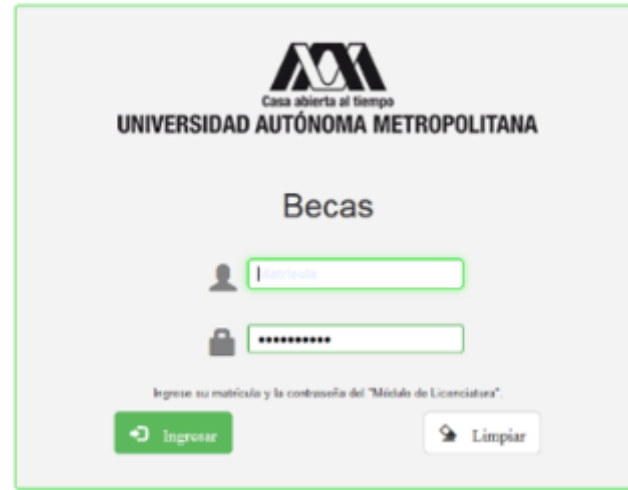 Casa abierta al tiempo
UNIVERSIDAD AUTÓNOMA METROPOLITANA
Becas
Matrícula
••••••••••
Ingrese su matrícula y la contraseña del "Módulo de Licenciatura".
Ingresar
Limpiar